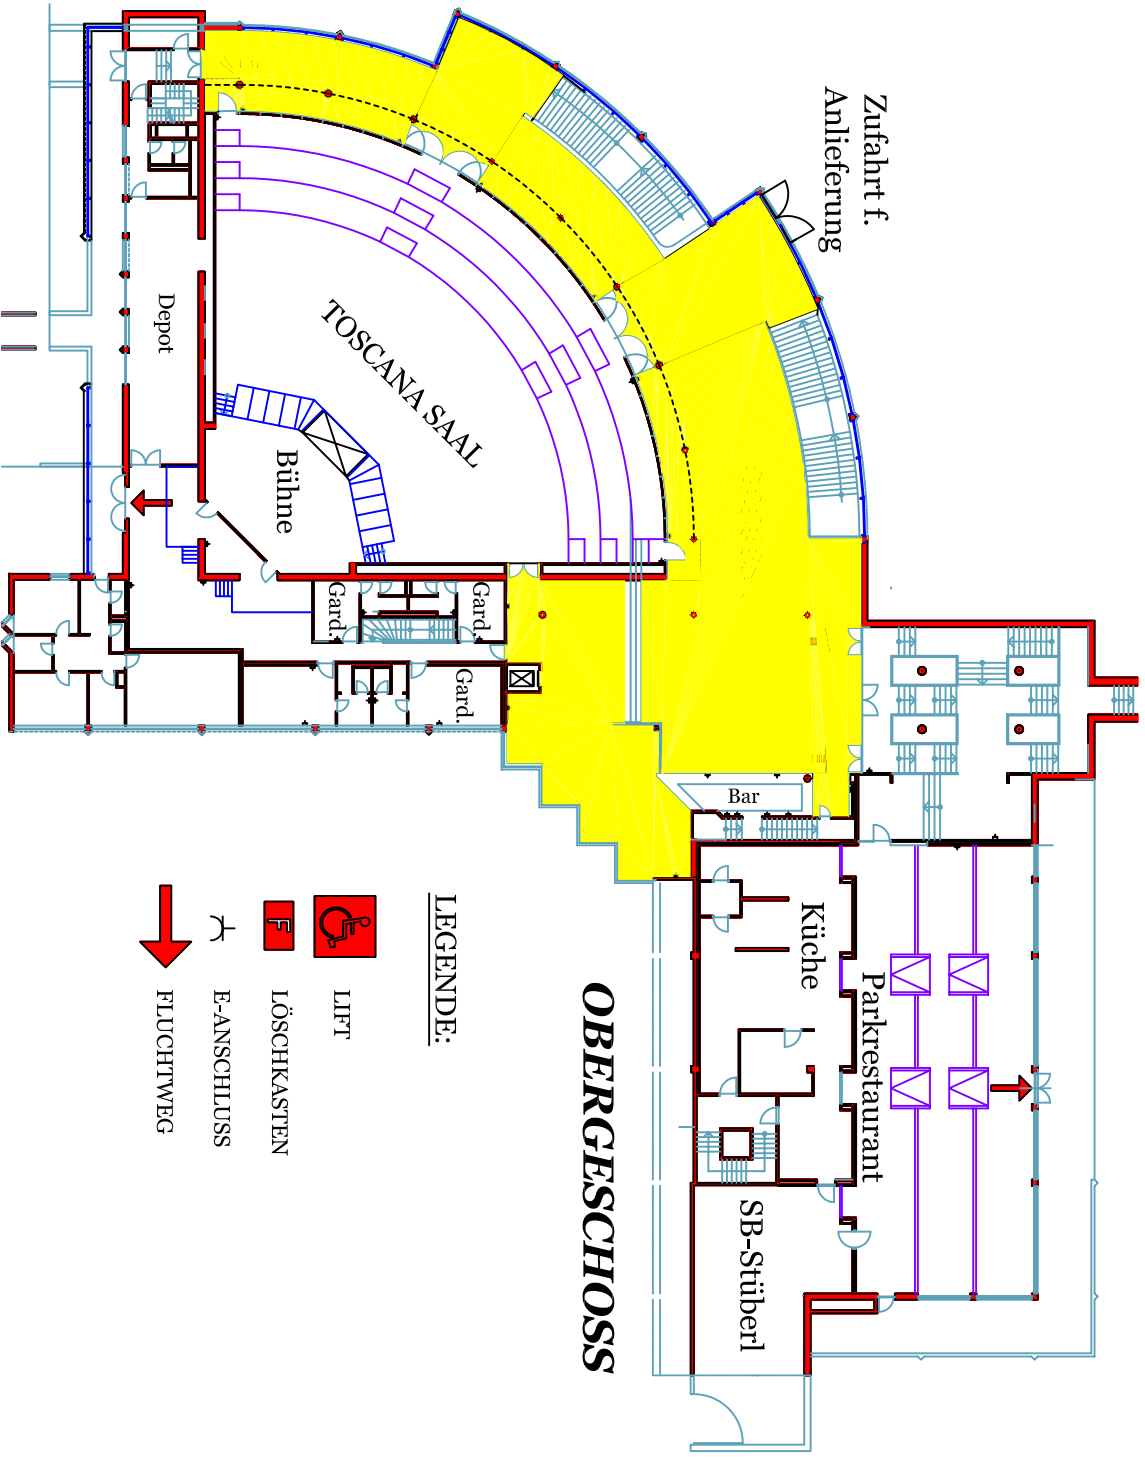 Zufahrt f.
Anlieferung
TOSCANA SAAL
Depot
Bühne
Gard.
Gard.
Gard.
Bar
Küche
Parkrestaurant
SB-Stüberl
OBERGESCHOSS
LEGENDE:
LIFT
F
LÖSCHKASTEN
E-ANSCHLUSS
FLUCHTWEG